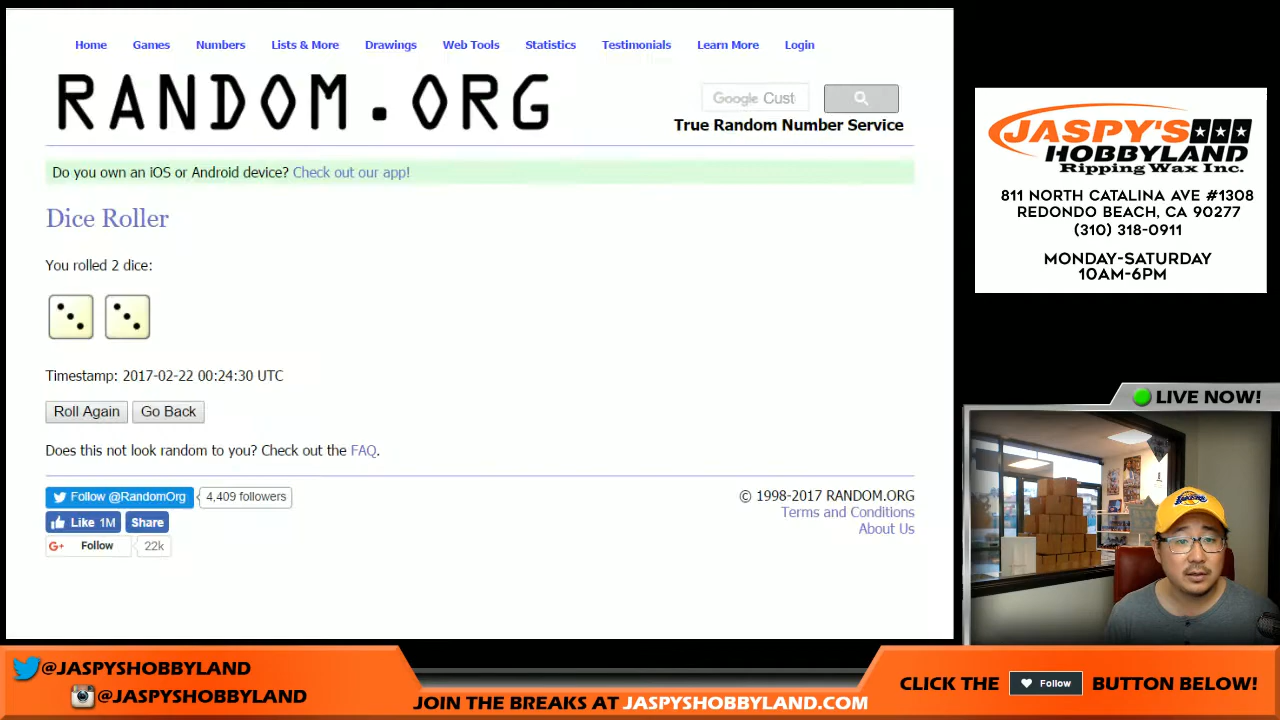 Home Games Numbers Lists & More Drawings Web Tools Statistics Testimonials Learn More Login
RANDOM.ORG
Google Cust
True Random Number Service
Do you own an iOS or Android device? Check out our app!
Dice Roller
You rolled 2 dice:
Timestamp: 2017-02-22 00:24:30 UTC
Roll Again Go Back
Does this not look random to you? Check out the FAQ.
Follow @RandomOrg 4,409 followers
Like 1M Share
G+ Follow 22k
© 1998-2017 RANDOM.ORG
Terms and Conditions
About Us
JASPY'S
HOBBYLAND
Ripping Wax Inc.
811 NORTH CATALINA AVE #1308
REDONDO BEACH, CA 90277
(310) 318-0911
MONDAY-SATURDAY
10AM-6PM
LIVE NOW!
LAKERS
@JASPYSHOBBYLAND
@JASPYSHOBBYLAND
JOIN THE BREAKS AT JASPYSHOBBYLAND.COM
CLICK THE Follow BUTTON BELOW!